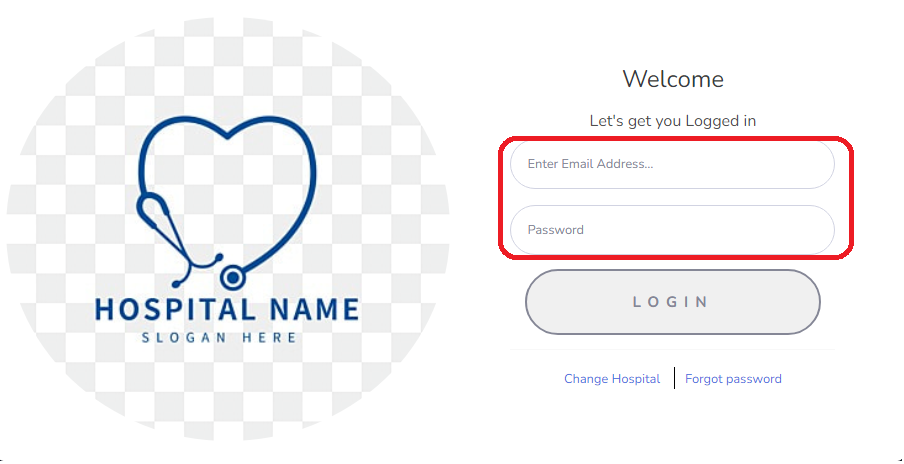 HOSPITAL NAME
SLOGAN HERE
Welcome
Let's get you Logged in
Enter Email Address...
Password
LOGIN
Change Hospital
Forgot password